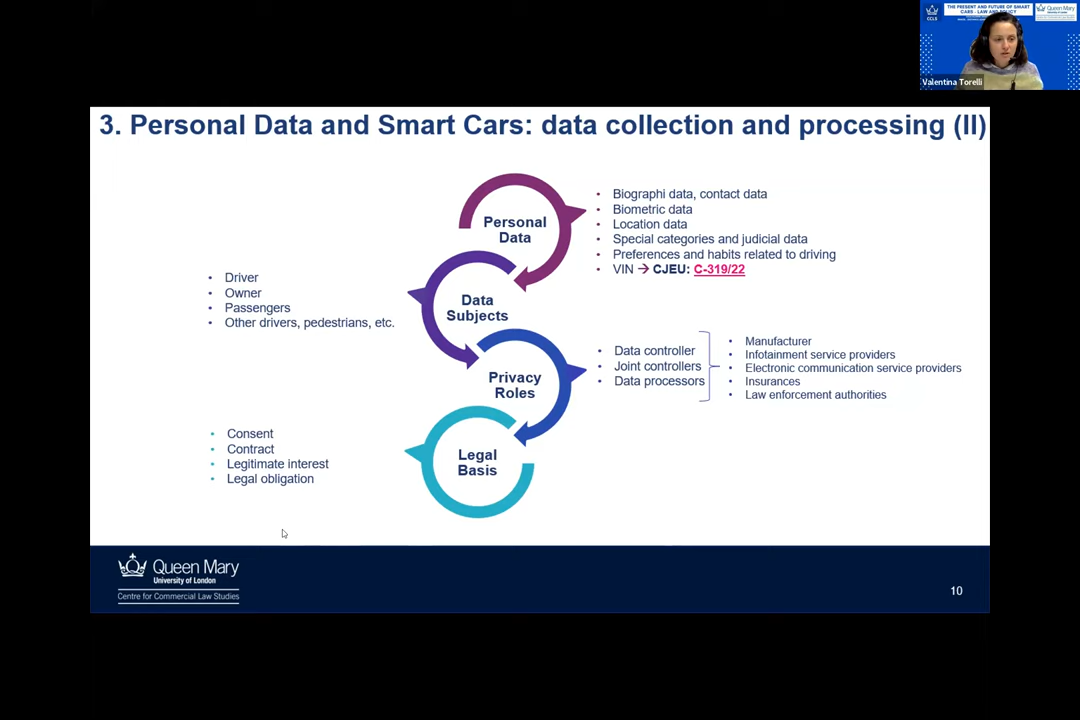 CCLS
THE PRESENT AND FUTURE OF SMART
CARS - LAW AND POLICY
Queen Mary
Valentina Torelli
3. Personal Data and Smart Cars: data collection and processing (II)
Personal
Data
• Biographi data, contact data
• Biometric data
• Location data
• Special categories and judicial data
• Preferences and habits related to driving
• VIN → CJEU: C-319/22
• Driver
• Owner
• Passengers
• Other drivers, pedestrians, etc.
Data
Subjects
Privacy
Roles
• Data controller
• Joint controllers
• Data processors
• Manufacturer
• Infotainment service providers
• Electronic communication service providers
• Insurances
• Law enforcement authorities
• Consent
• Contract
• Legitimate interest
• Legal obligation
Legal
Basis
Queen Mary
University of London
Centre for Commercial Law Studies
10